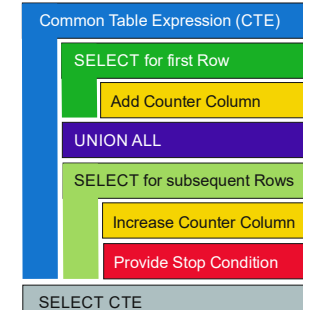 Common Table Expression (CTE)
SELECT for first Row
Add Counter Column
UNION ALL
SELECT for subsequent Rows
Increase Counter Column
Provide Stop Condition
SELECT CTE